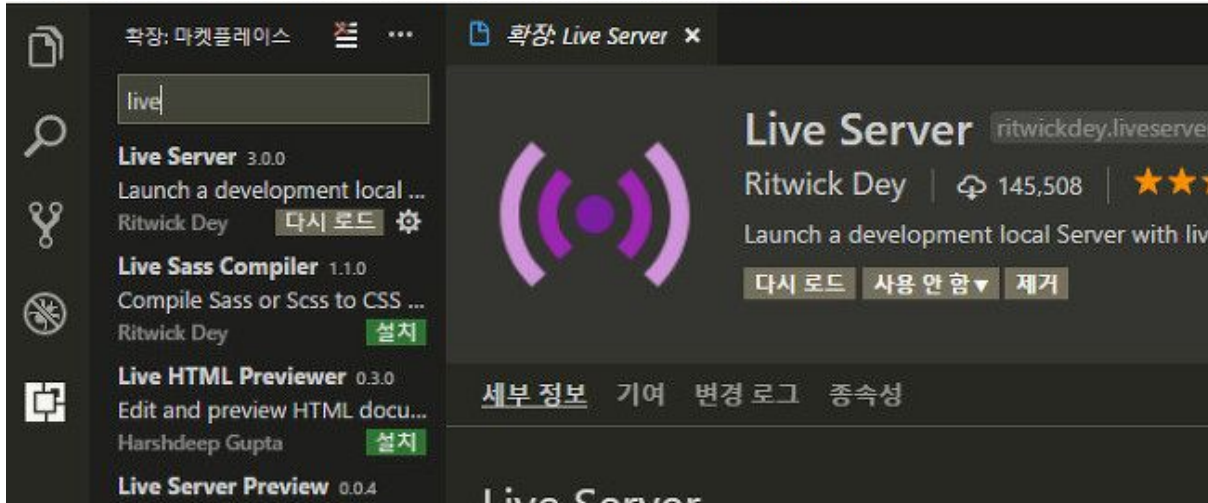 확장: 마켓플레이스
live
Live Server 3.0.0
Launch a development local ...
Ritwick Dey 다시 로드
Live Sass Compiler 1.1.0
Compile Sass or Scss to CSS ...
Ritwick Dey 설치
Live HTML Previewer 0.3.0
Edit and preview HTML docu...
Harshdeep Gupta 설치
Live Server Preview 0.0.4
확장: Live Server
Live Server ritwickdey.liveserve
Ritwick Dey 145,508
Launch a development local Server with liv
다시 로드 사용 안 함 제거
세부 정보 기여 변경 로그 종속성
Live Server